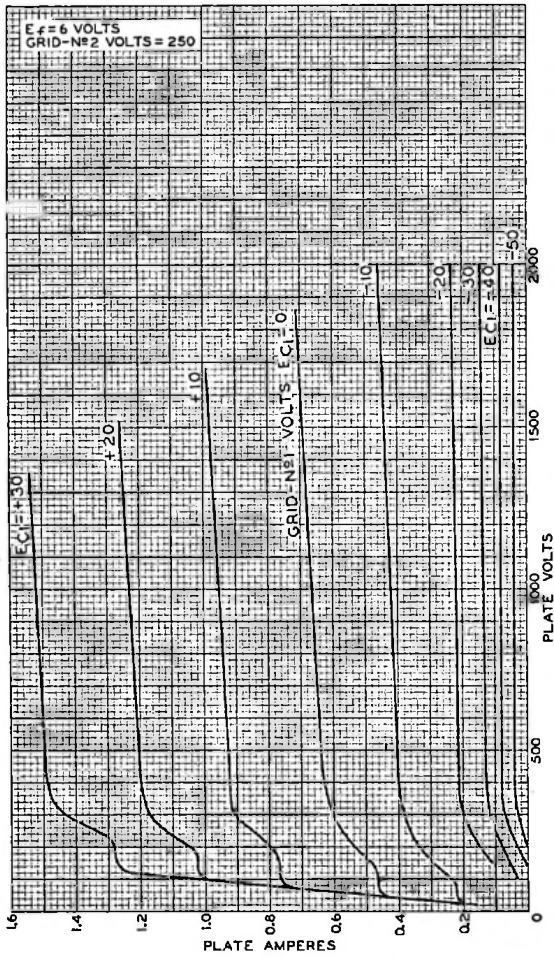 Ef=6 VOLTS
GRID-Nº2 VOLTS = 250
EC1=+30
+20
+10
GRID-Nº1 VOLTS EC1=0
-10
-20
-30
EC1=-40
-50
1.6
1.4
1.2
1.0
0.8
0.6
0.4
0.2
0
PLATE AMPERES
500
1000
1500
2000
PLATE VOLTS